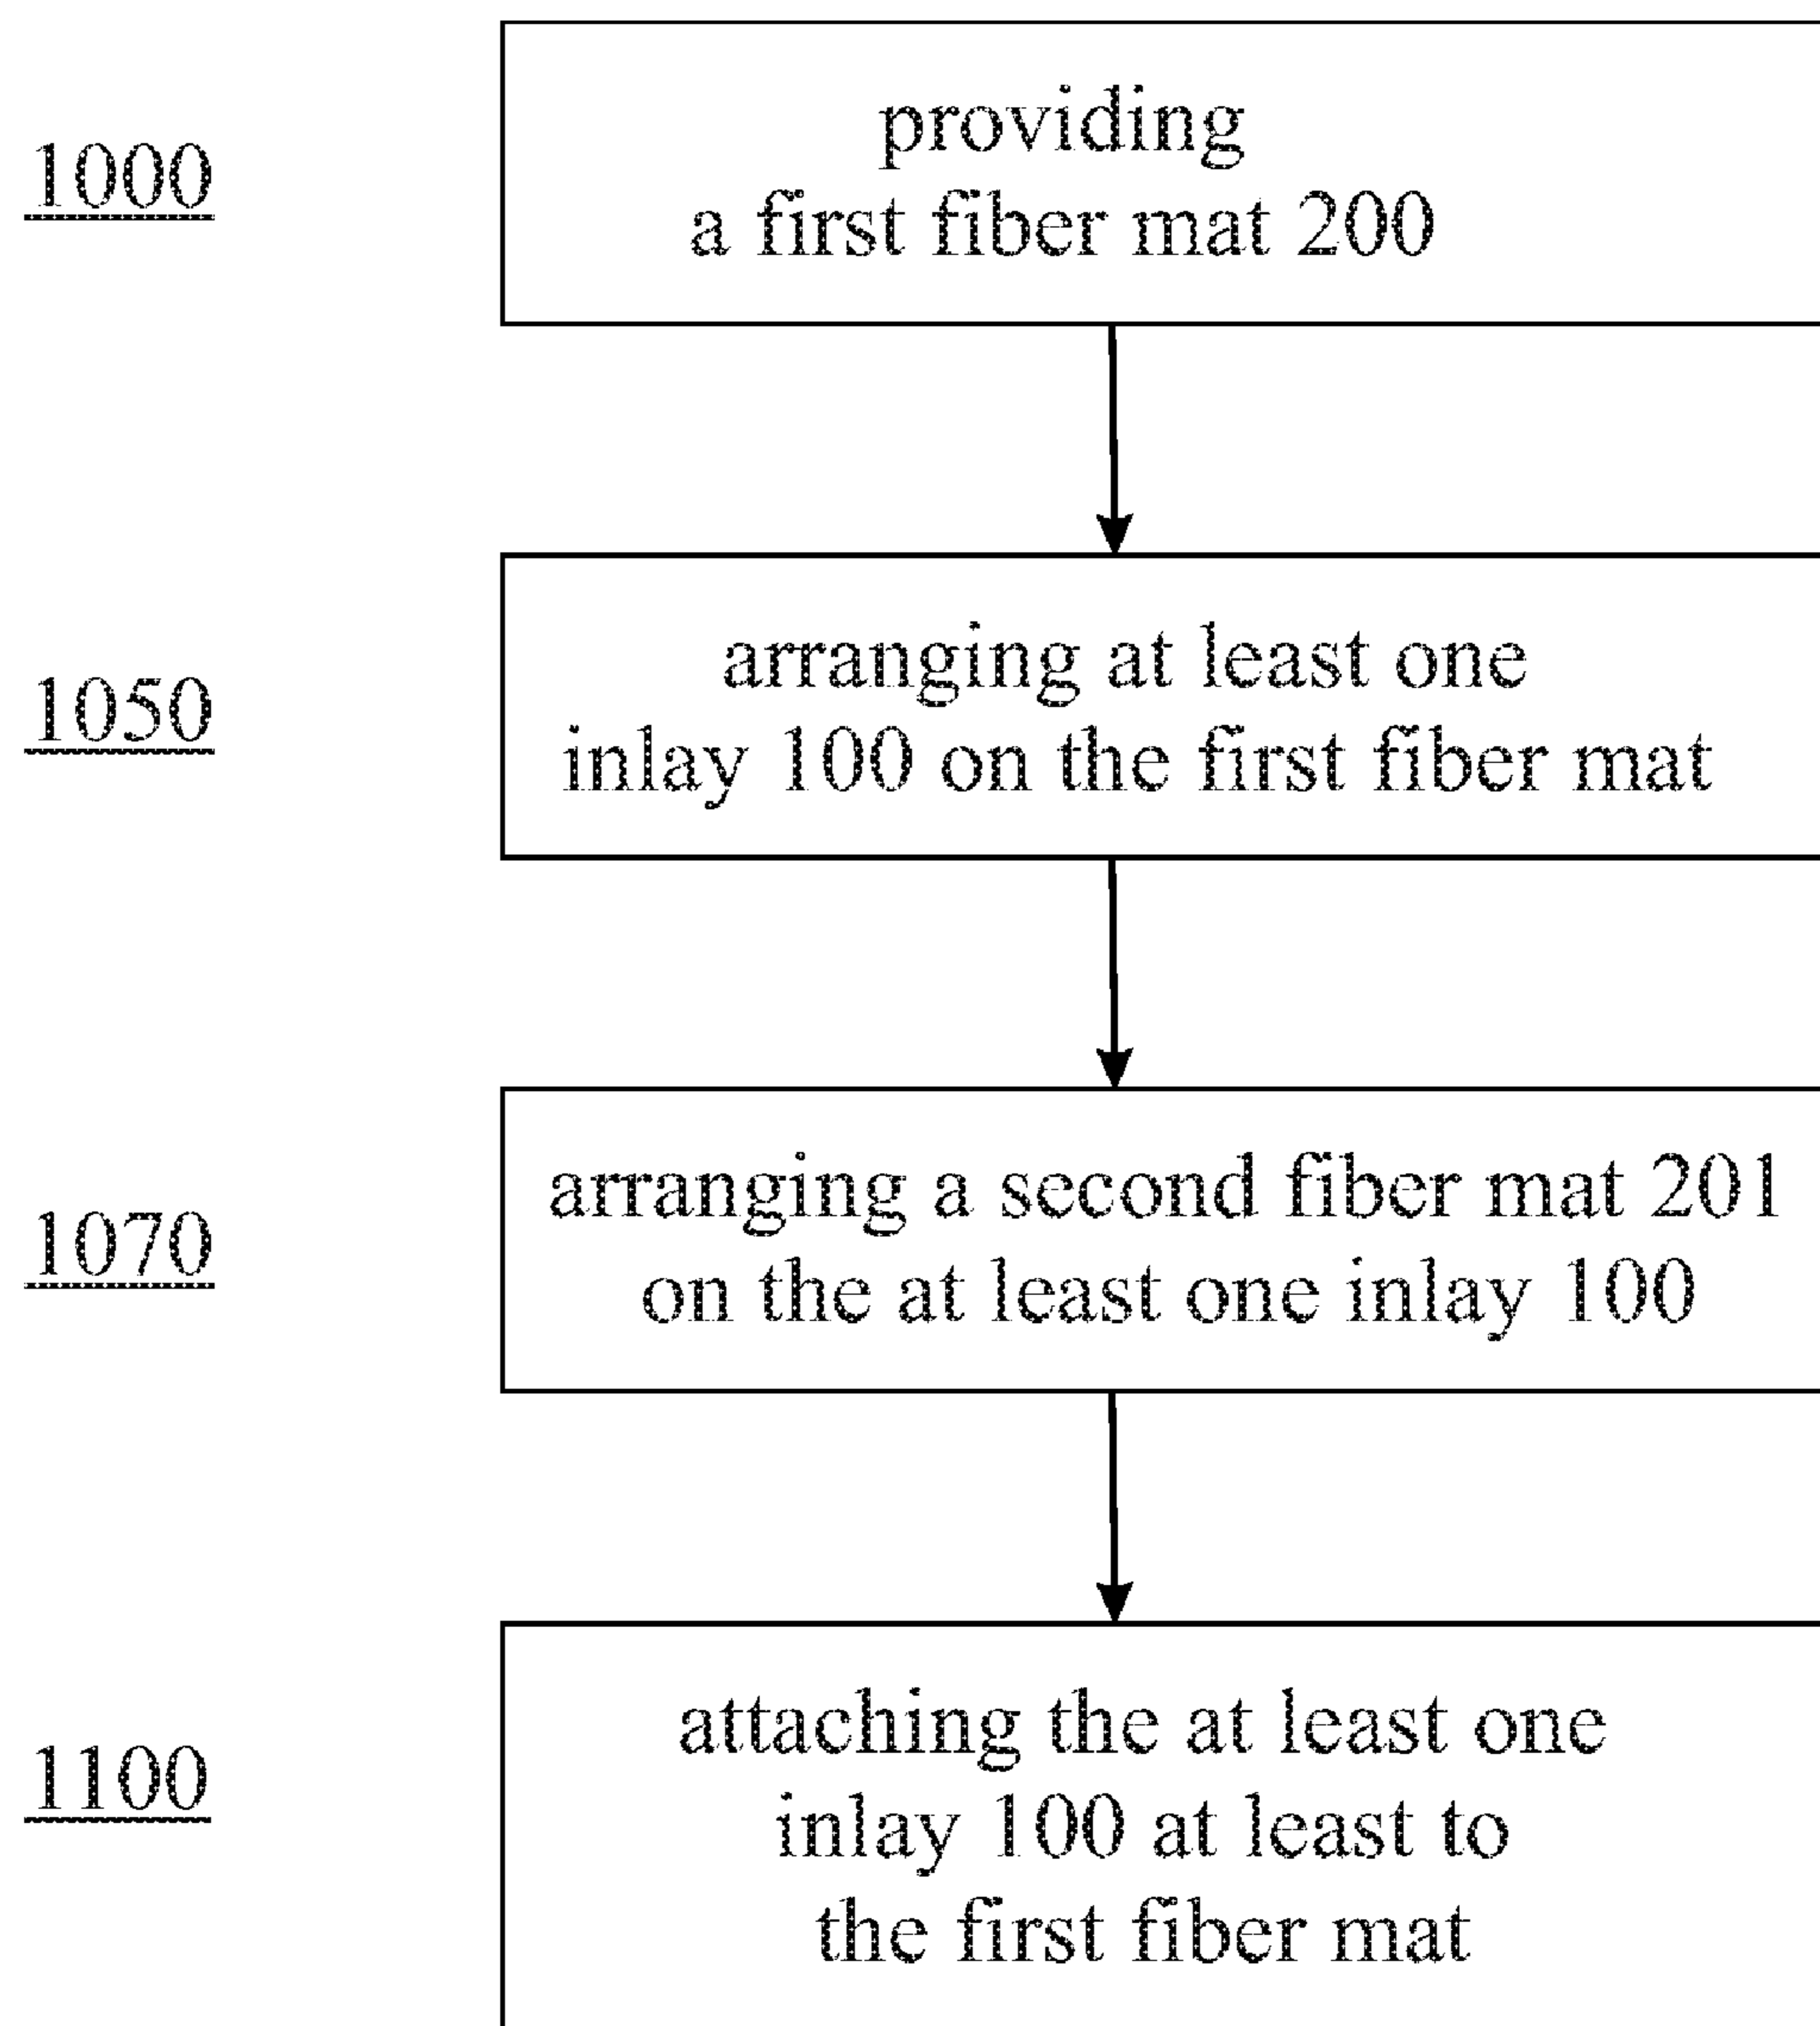 1000
providing
a first fiber mat 200
1050
arranging at least one
inlay 100 on the first fiber mat
1070
arranging a second fiber mat 201
on the at least one inlay 100
1100
attaching the at least one
inlay 100 at least to
the first fiber mat